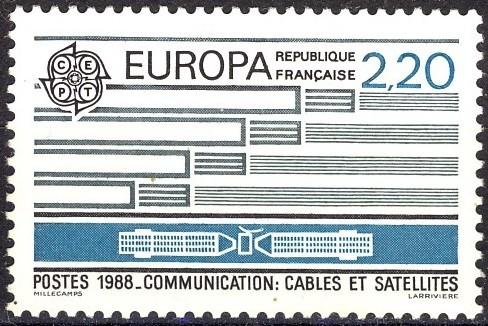 CEPT
EUROPA
REPUBLIQUE
FRANÇAISE
2,20
POSTES 1988_COMMUNICATION: CABLES ET SATELLITES
MILLECAMPS
LARRIVIERE